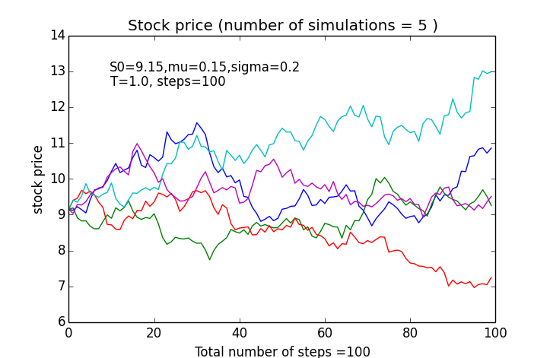 Stock price (number of simulations = 5 )
14
13
12
11
10
9
8
7
6
stock price
S0=9.15,mu=0.15,sigma=0.2
T=1.0, steps=100
0 20 40 60 80 100
Total number of steps =100